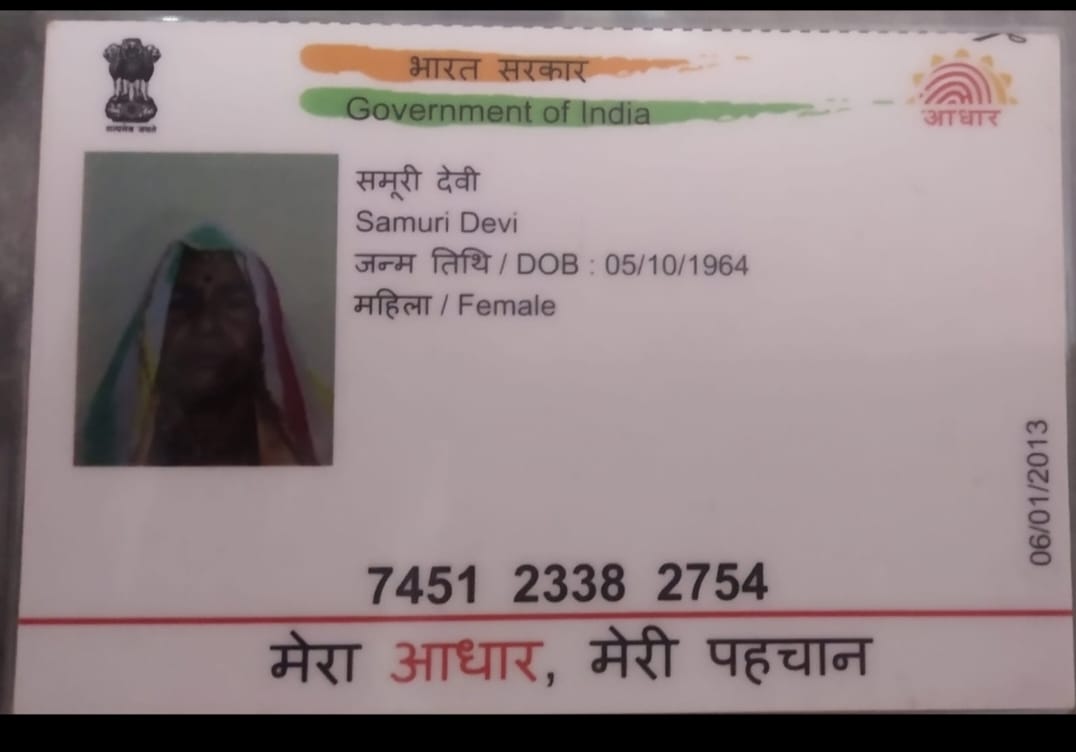 भारत सरकार
Government of India
सत्यमेव जयते
आधार
समूरी देवी
Samuri Devi
जन्म तिथि / DOB : 05/10/1964
महिला / Female
06/01/2013
7451 2338 2754
मेरा आधार, मेरी पहचान